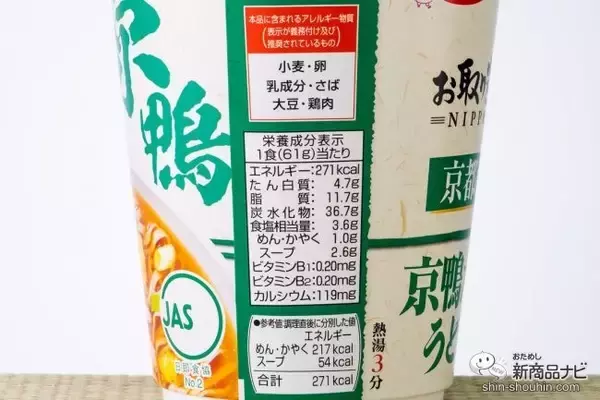 京鴨
本品に含まれるアレルギー物質
(表示が義務付け及び
推奨されているもの)
小麦・卵
乳成分・さば
大豆・鶏肉
栄養成分表示
1食(61g)当たり
エネルギー:271kcal
たん白質: 4.7g
脂質: 11.7g
炭水化物: 36.7g
食塩相当量: 3.6g
めん・かやく 1.0g
スープ 2.6g
ビタミンB1:0.20mg
ビタミンB2:0.20mg
カルシウム:119mg
●参考値:調理直後に分別した値
エネルギー
めん・かやく 217kcal
スープ 54kcal
合計 271kcal
JAS
日即・食・協
No2
お取り
NIPP
京都
京鴨
うど
熱湯3分
おためし
新商品ナビ
shin-shouhin.com